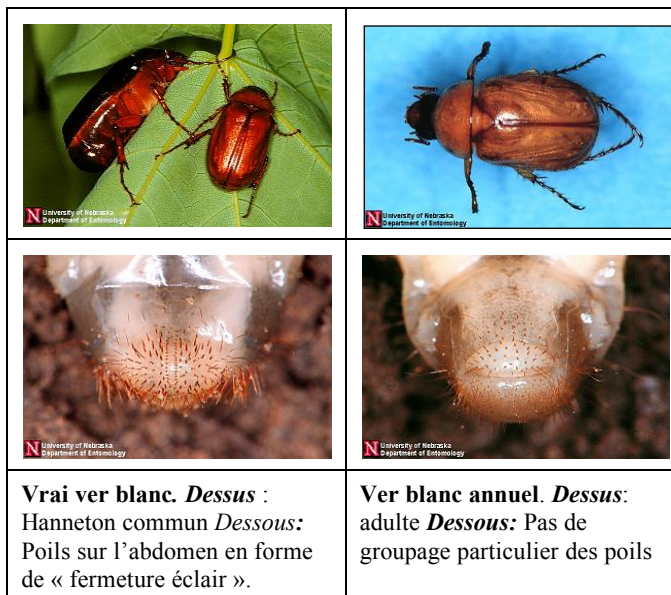 N University of Nebraska
Department of Entomology
N University of Nebraska
Department of Entomology
N University of Nebraska
Department of Entomology
N University of Nebraska
Department of Entomology
Vrai ver blanc. Dessus :
Hanneton commun Dessous:
Poils sur l’abdomen en forme
de « fermeture éclair ».
Ver blanc annuel. Dessus:
adulte Dessous: Pas de
groupage particulier des poils